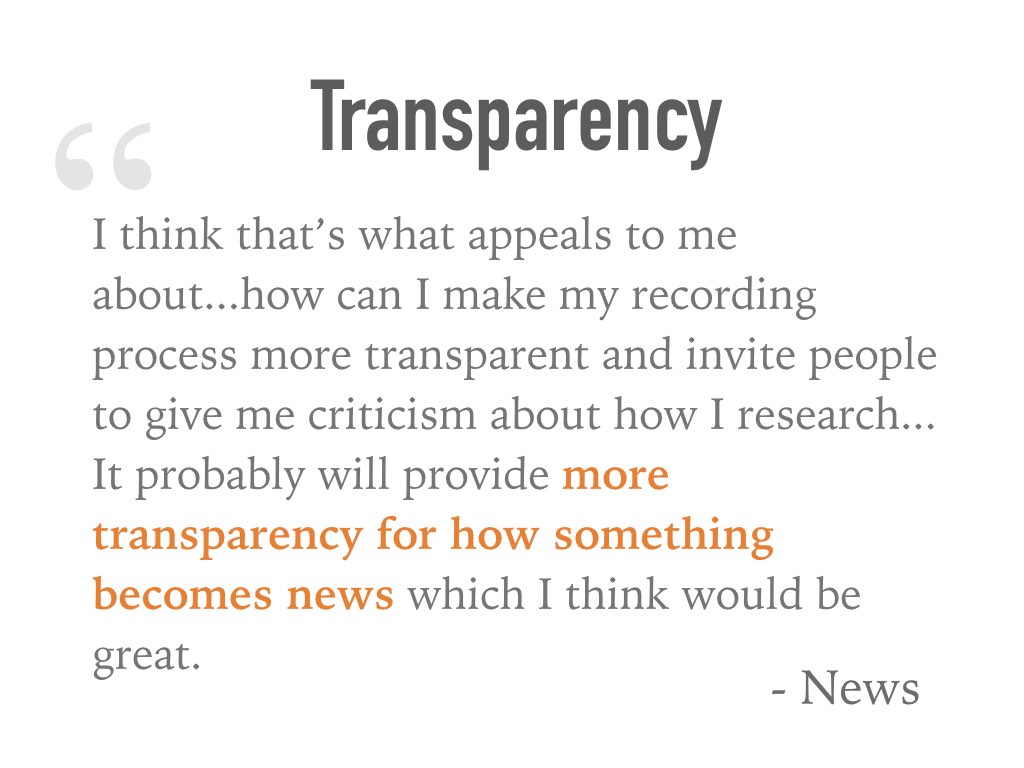 Transparency
“
I think that’s what appeals to me
about...how can I make my recording
process more transparent and invite people
to give me criticism about how I research...
It probably will provide more
transparency for how something
becomes news which I think would be
great.
- News